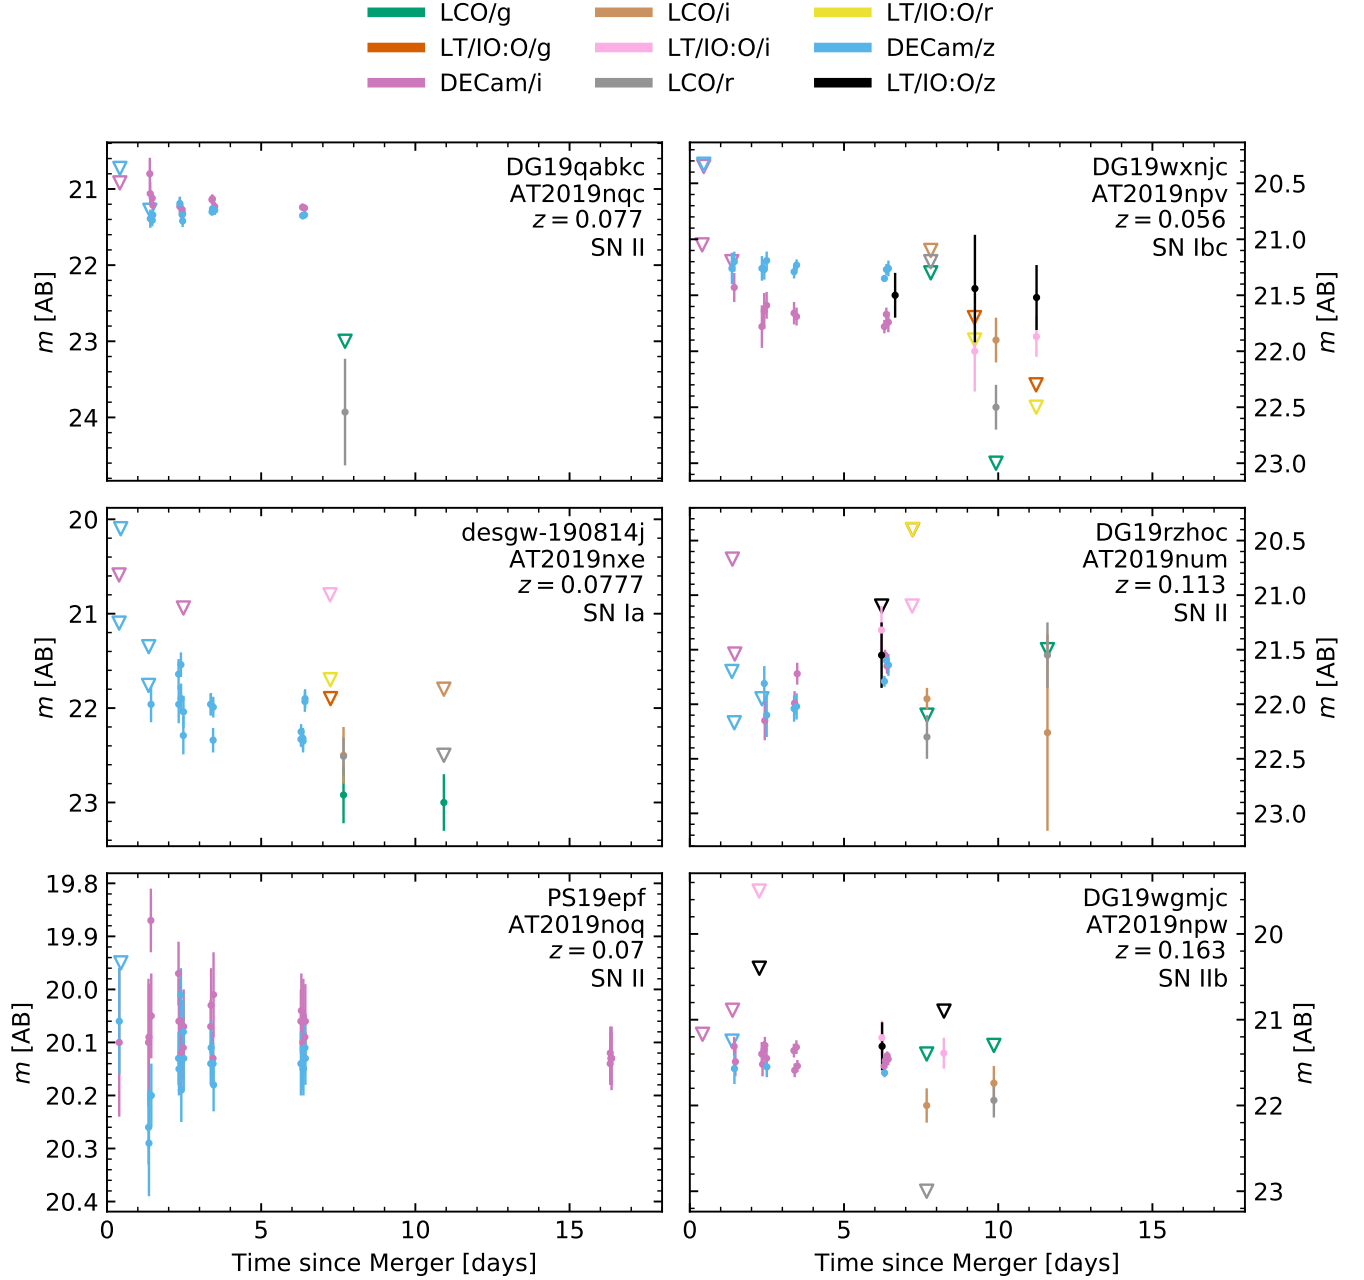 LCO/g
LCO/i
LT/IO:O/r
LT/IO:O/g
LT/IO:O/i
DECam/z
DECam/i
LCO/r
LT/IO:O/z
DG19qabkc
AT2019nqc
z = 0.077
SN II
21
22
23
24
m [AB]
DG19wxnjc
AT2019npv
z = 0.056
SN Ibc
20.5
21.0
21.5
22.0
22.5
23.0
m [AB]
desgw-190814j
AT2019nxe
z = 0.0777
SN Ia
20
21
22
23
m [AB]
DG19rzhoc
AT2019num
z = 0.113
SN II
20.5
21.0
21.5
22.0
22.5
23.0
m [AB]
PS19epf
AT2019noq
z = 0.07
SN II
19.8
19.9
20.0
20.1
20.2
20.3
20.4
m [AB]
0 5 10 15
Time since Merger [days]
DG19wgmjc
AT2019npw
z = 0.163
SN IIb
20
21
22
23
m [AB]
0 5 10 15
Time since Merger [days]